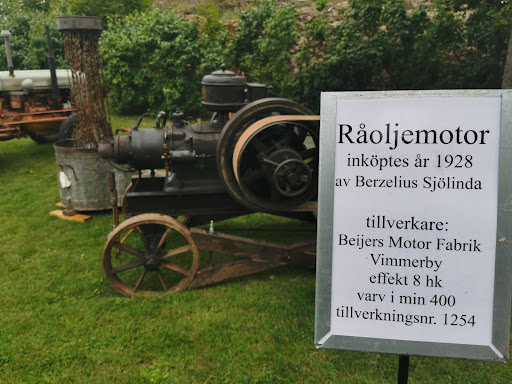 Råoljemotor
inköptes år 1928
av Berzelius Sjölinda
tillverkare:
Beijers Motor Fabrik
Vimmerby
effekt 8 hk
varv i min 400
tillverkningsnr. 1254